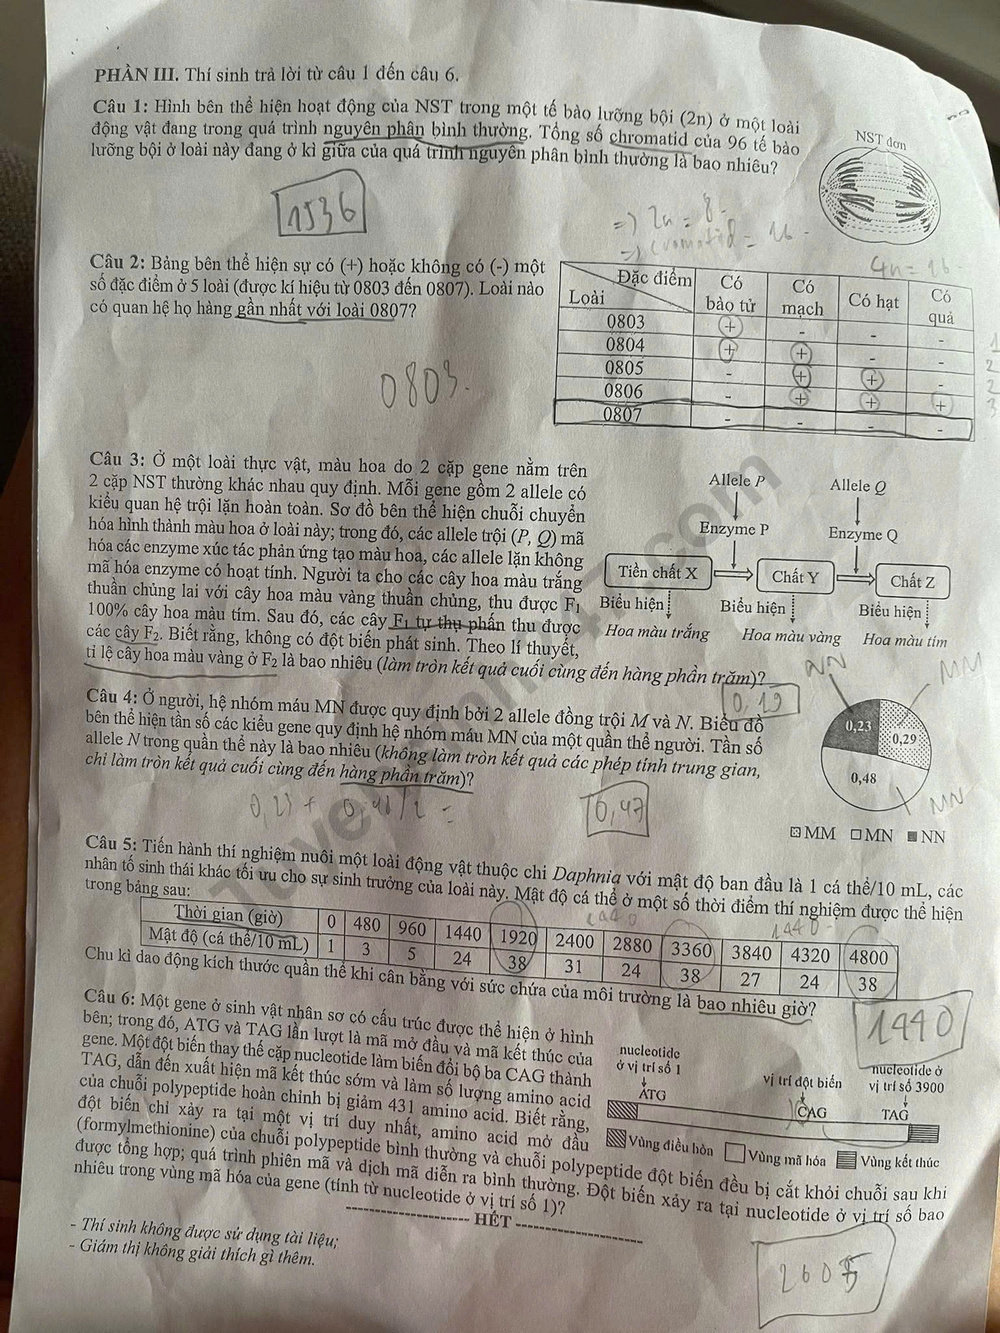 PHẦN III. Thí sinh trả lời từ câu 1 đến câu 6.
Câu 1: Hình bên thể hiện hoạt động của NST trong một tế bào lưỡng bội (2n) ở một loài
động vật đang trong quá trình nguyên phân bình thường. Tổng số chromatid của 96 tế bào
lưỡng bội ở loài này đang ở kì giữa của quá trình nguyên phân bình thường là bao nhiêu?
NST đơn
1536
=> 2n = 8
=> cromatid = 16
4n = 16
Câu 2: Bảng bên thể hiện sự có (+) hoặc không có (-) một
số đặc điểm ở 5 loài (được kí hiệu từ 0803 đến 0807). Loài nào
có quan hệ họ hàng gần nhất với loài 0807?
0803.
Đặc điểm
Loài
Có bào tử Có mạch Có hạt Có quả
0803 + - - -
0804 + + - -
0805 - + + -
0806 - + + +
0807 - - - -
1
2
2
3
Câu 3: Ở một loài thực vật, màu hoa do 2 cặp gene nằm trên
2 cặp NST thường khác nhau quy định. Mỗi gene gồm 2 allele có
kiểu quan hệ trội lặn hoàn toàn. Sơ đồ bên thể hiện chuỗi chuyển
hóa hình thành màu hoa ở loài này; trong đó, các allele trội (P, Q) mã
hóa các enzyme xúc tác phản ứng tạo màu hoa, các allele lặn không
mã hóa enzyme có hoạt tính. Người ta cho các cây hoa màu trắng
thuần chủng lai với cây hoa màu vàng thuần chủng, thu được F1
100% cây hoa màu tím. Sau đó, các cây F1 tự thụ phấn thu được
các cây F2. Biết rằng, không có đột biến phát sinh. Theo lí thuyết,
tỉ lệ cây hoa màu vàng ở F2 là bao nhiêu (làm tròn kết quả cuối cùng đến hàng phần trăm)?
Allele P Allele Q
Enzyme P Enzyme Q
Tiền chất X Chất Y Chất Z
Biểu hiện Biểu hiện Biểu hiện
Hoa màu trắng Hoa màu vàng Hoa màu tím
0,19
Câu 4: Ở người, hệ nhóm máu MN được quy định bởi 2 allele đồng trội M và N. Biểu đồ
bên thể hiện tần số các kiểu gene quy định hệ nhóm máu MN của một quần thể người. Tần số
allele N trong quần thể này là bao nhiêu (không làm tròn kết quả các phép tính trung gian,
chỉ làm tròn kết quả cuối cùng đến hàng phần trăm)?
0,23 + 0,48/2 =
0,47
NN
MM
0,23
0,29
0,48
MN
MM MN NN
Câu 5: Tiến hành thí nghiệm nuôi một loài động vật thuộc chi Daphnia với mật độ ban đầu là 1 cá thể/10 mL, các
nhân tố sinh thái khác tối ưu cho sự sinh trưởng của loài này. Mật độ cá thể ở một số thời điểm thí nghiệm được thể hiện
trong bảng sau:
1440
1440
Thời gian (giờ) 0 480 960 1440 1920 2400 2880 3360 3840 4320 4800
Mật độ (cá thể/10 mL) 1 3 5 24 38 31 24 38 27 24 38
Chu kì dao động kích thước quần thể khi cân bằng với sức chứa của môi trường là bao nhiêu giờ?
1440
Câu 6: Một gene ở sinh vật nhân sơ có cấu trúc được thể hiện ở hình
bên; trong đó, ATG và TAG lần lượt là mã mở đầu và mã kết thúc của
gene. Một đột biến thay thế cặp nucleotide làm biến đổi bộ ba CAG thành
TAG, dẫn đến xuất hiện mã kết thúc sớm và làm số lượng amino acid
của chuỗi polypeptide hoàn chỉnh bị giảm 431 amino acid. Biết rằng,
đột biến chỉ xảy ra tại một vị trí duy nhất, amino acid mở đầu
(formylmethionine) của chuỗi polypeptide bình thường và chuỗi polypeptide đột biến đều bị cắt khỏi chuỗi sau khi
được tổng hợp; quá trình phiên mã và dịch mã diễn ra bình thường. Đột biến xảy ra tại nucleotide ở vị trí số bao
nhiêu trong vùng mã hóa của gene (tính từ nucleotide ở vị trí số 1)?
nucleotide
ở vị trí số 1
vị trí đột biến
nucleotide ở
vị trí số 3900
ATG
CAG
TAG
Vùng điều hòa Vùng mã hóa Vùng kết thúc
HẾT
- Thí sinh không được sử dụng tài liệu;
- Giám thị không giải thích gì thêm.
2605